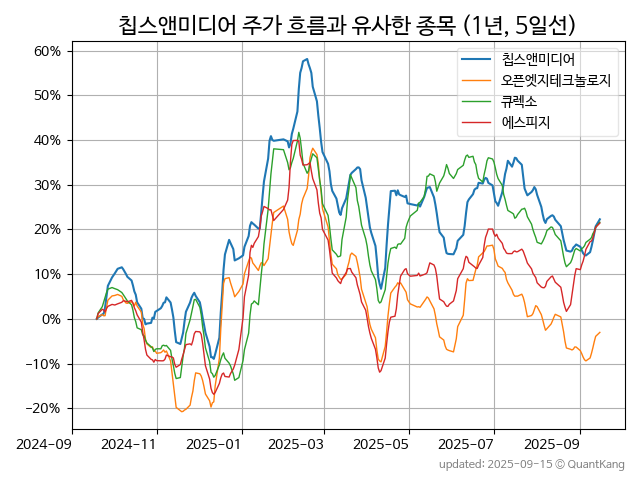 칩스앤미디어 주가 흐름과 유사한 종목 (1년, 5일선)
칩스앤미디어
오픈엣지테크놀로지
큐렉소
에스피지
60%
50%
40%
30%
20%
10%
0%
−10%
−20%
2024-09
2024-11
2025-01
2025-03
2025-05
2025-07
2025-09
updated: 2025-09-15 ⓒ QuantKang